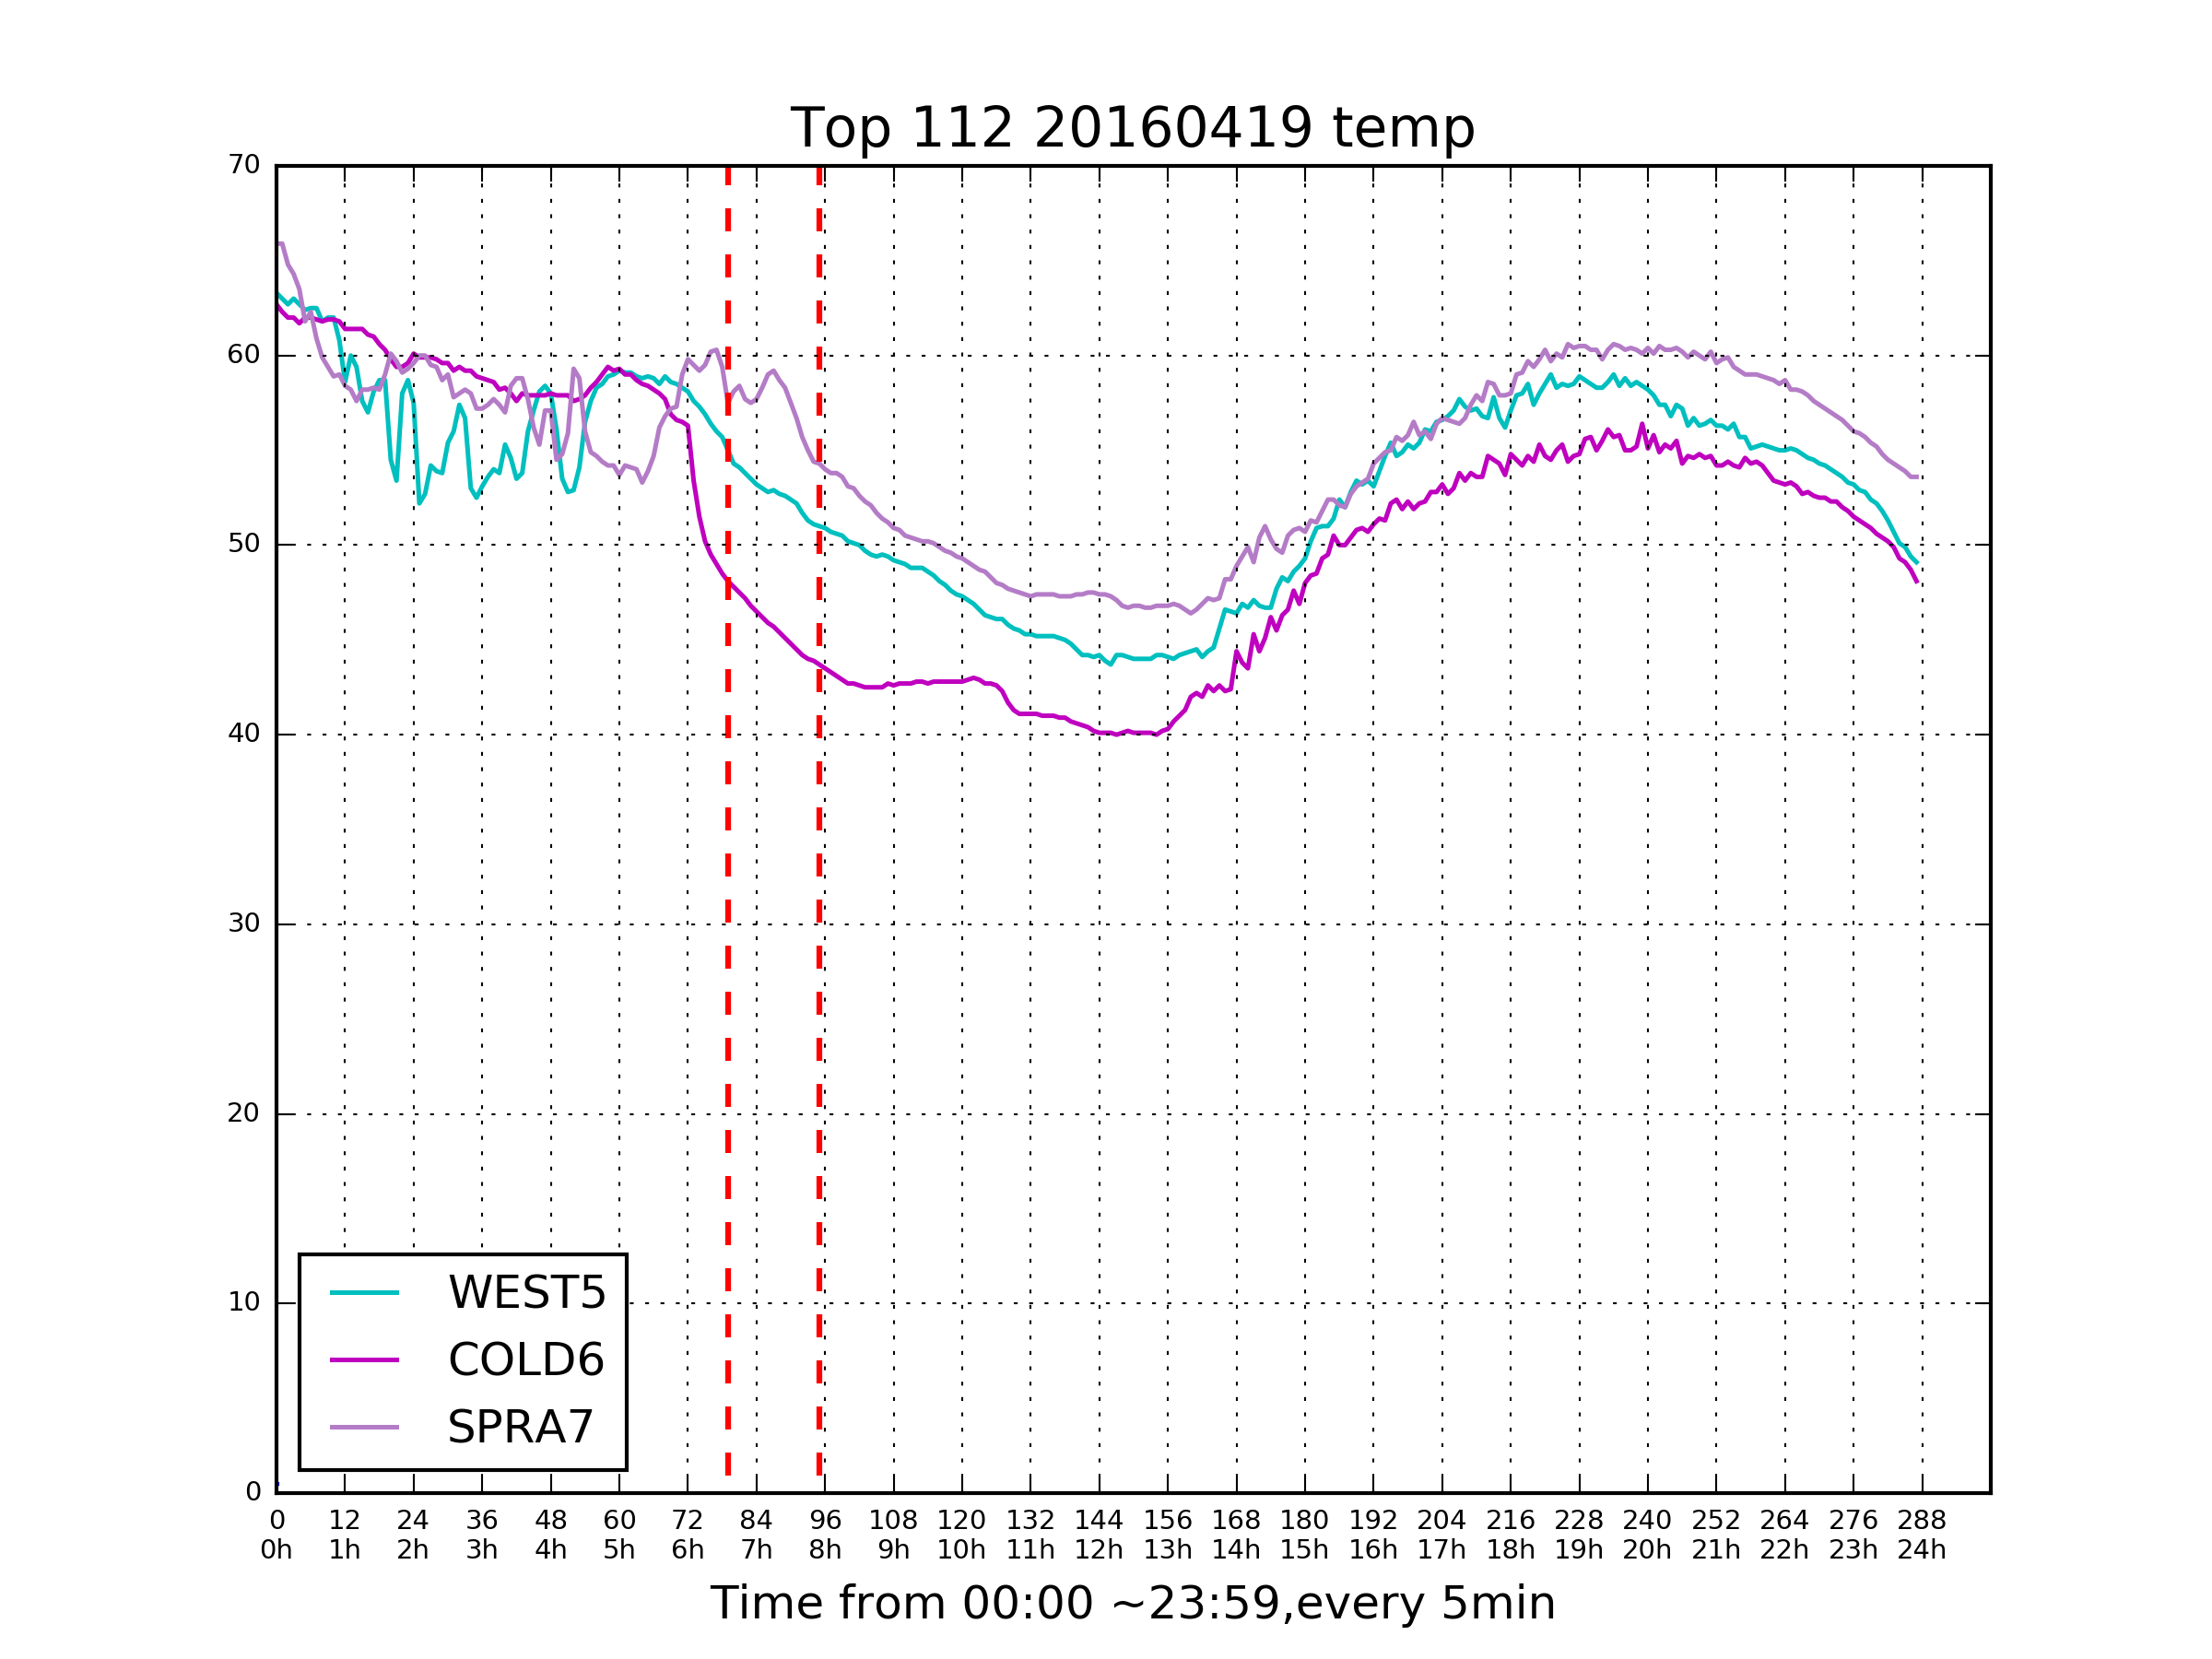 Top 112 20160419 temp
70
60
50
40
30
20
10
0
0 12 24 36 48 60 72 84 96 108 120 132 144 156 168 180 192 204 216 228 240 252 264 276 288
0h 1h 2h 3h 4h 5h 6h 7h 8h 9h 10h 11h 12h 13h 14h 15h 16h 17h 18h 19h 20h 21h 22h 23h 24h
Time from 00:00 ~23:59,every 5min
WEST5
COLD6
SPRA7